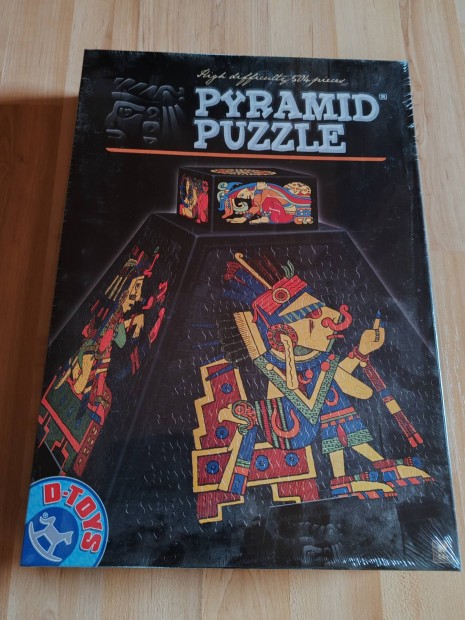 High difficulty 504 pieces
PYRAMID®
PUZZLE
D-TOYS